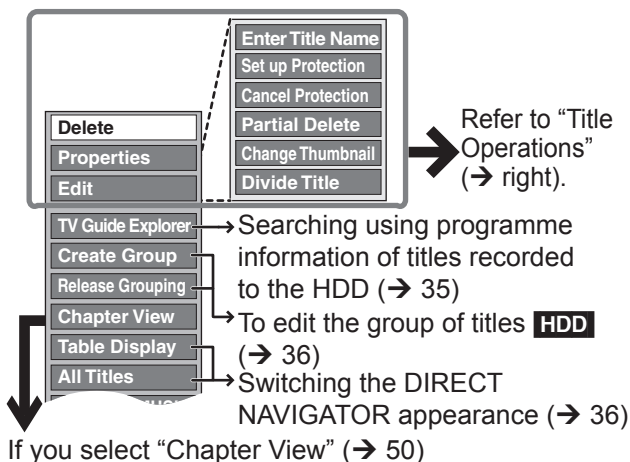 Enter Title Name
Set up Protection
Cancel Protection
Partial Delete
Change Thumbnail
Divide Title
Delete
Properties
Edit
Refer to “Title
Operations”
(➔ right).
TV Guide Explorer
Create Group
Release Grouping
Chapter View
Table Display
All Titles
Searching using programme
information of titles recorded
to the HDD (➔ 35)
To edit the group of titles HDD
(➔ 36)
Switching the DIRECT
NAVIGATOR appearance (➔ 36)
If you select “Chapter View” (➔ 50)